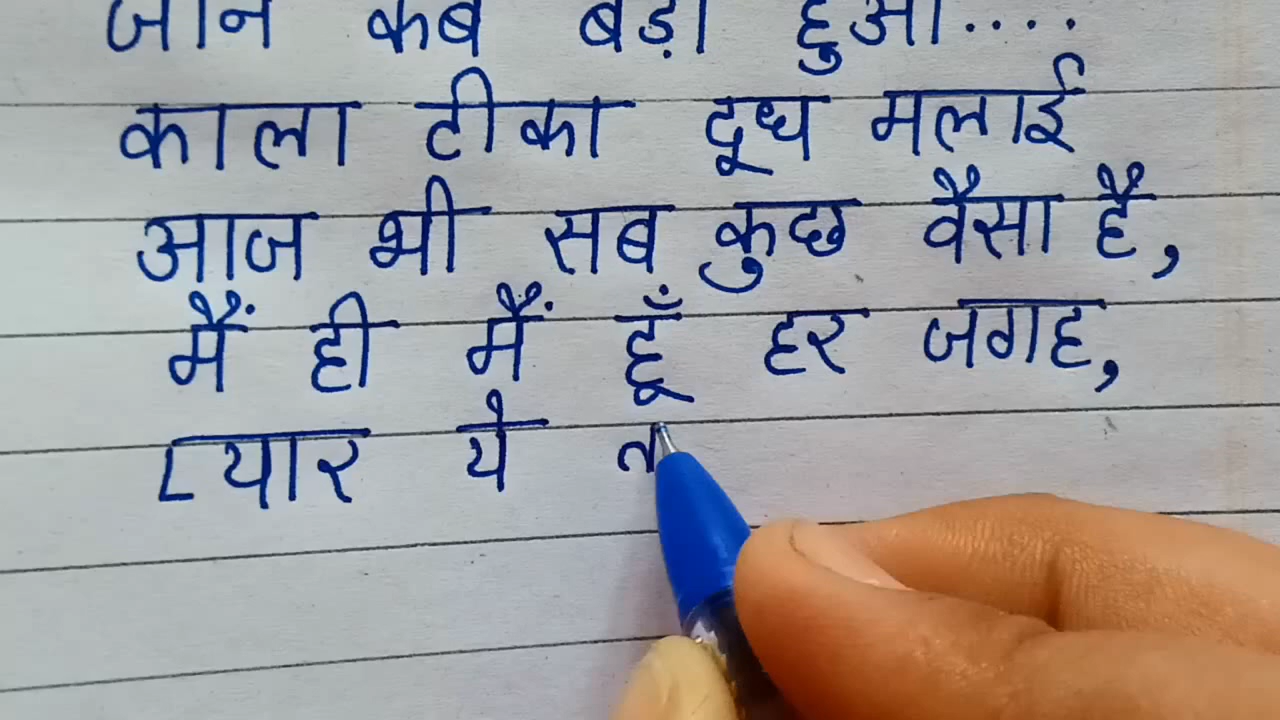 जाने कब बड़ा हुआ....
काला टीका दूध मलाई
आज भी सब कुछ वैसा है,
मैं ही मैं हूँ हर जगह,
प्यार ये त